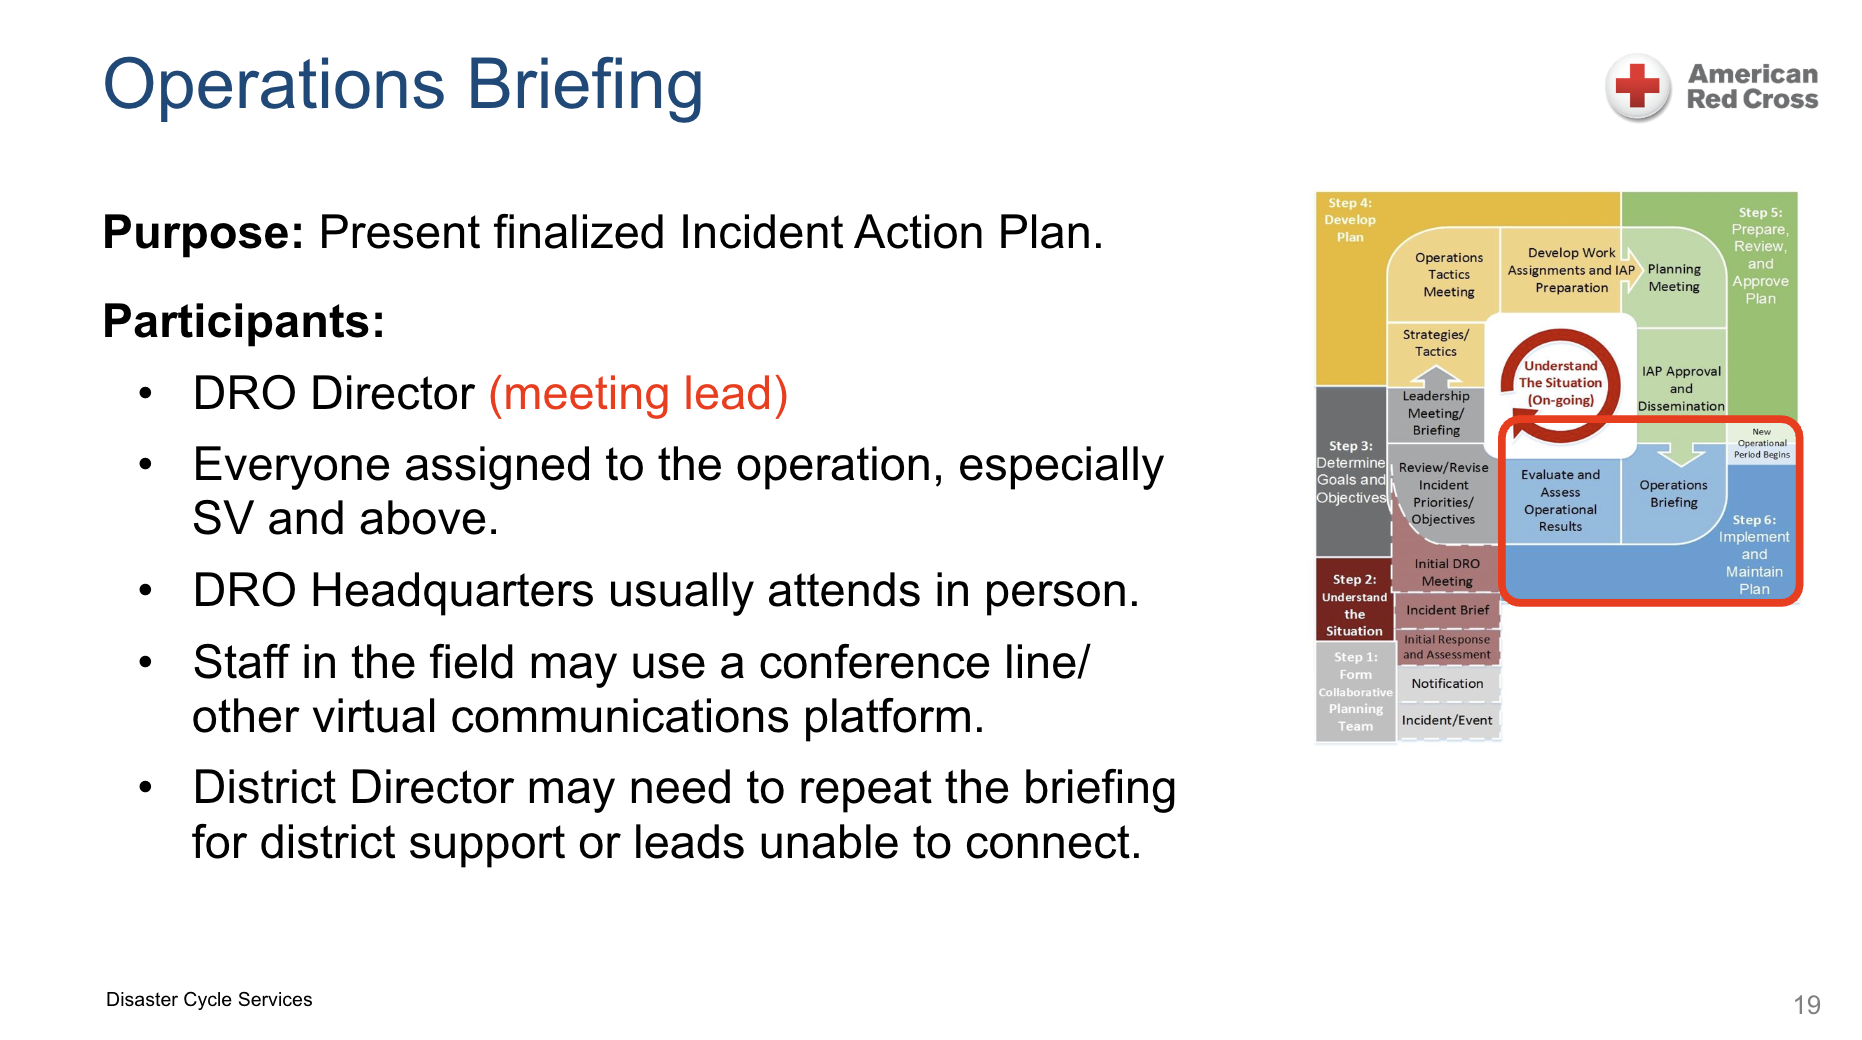 Operations Briefing
American
Red Cross
Purpose: Present finalized Incident Action Plan.
Participants:
• DRO Director (meeting lead)
• Everyone assigned to the operation, especially
SV and above.
• DRO Headquarters usually attends in person.
• Staff in the field may use a conference line/
other virtual communications platform.
• District Director may need to repeat the briefing
for district support or leads unable to connect.
Step 4:
Develop
Plan
Operations
Tactics
Meeting
Develop Work
Assignments and IAP
Preparation
Planning
Meeting
Step 5:
Prepare,
Review,
and
Approve
Plan
Strategies/
Tactics
Understand
The Situation
(On-going)
IAP Approval
and
Dissemination
Leadership
Meeting/
Briefing
Step 3:
Determine
Goals and
Objectives
Review/Revise
Incident
Priorities/
Objectives
Evaluate and
Assess
Operational
Results
Operations
Briefing
New
Operational
Period Begins
Step 6:
Implement
and
Maintain
Plan
Step 2:
Understand
the
Situation
Initial DRO
Meeting
Incident Brief
Initial Response
and Assessment
Step 1:
Form
Collaborative
Planning
Team
Notification
Incident/Event
Disaster Cycle Services
19